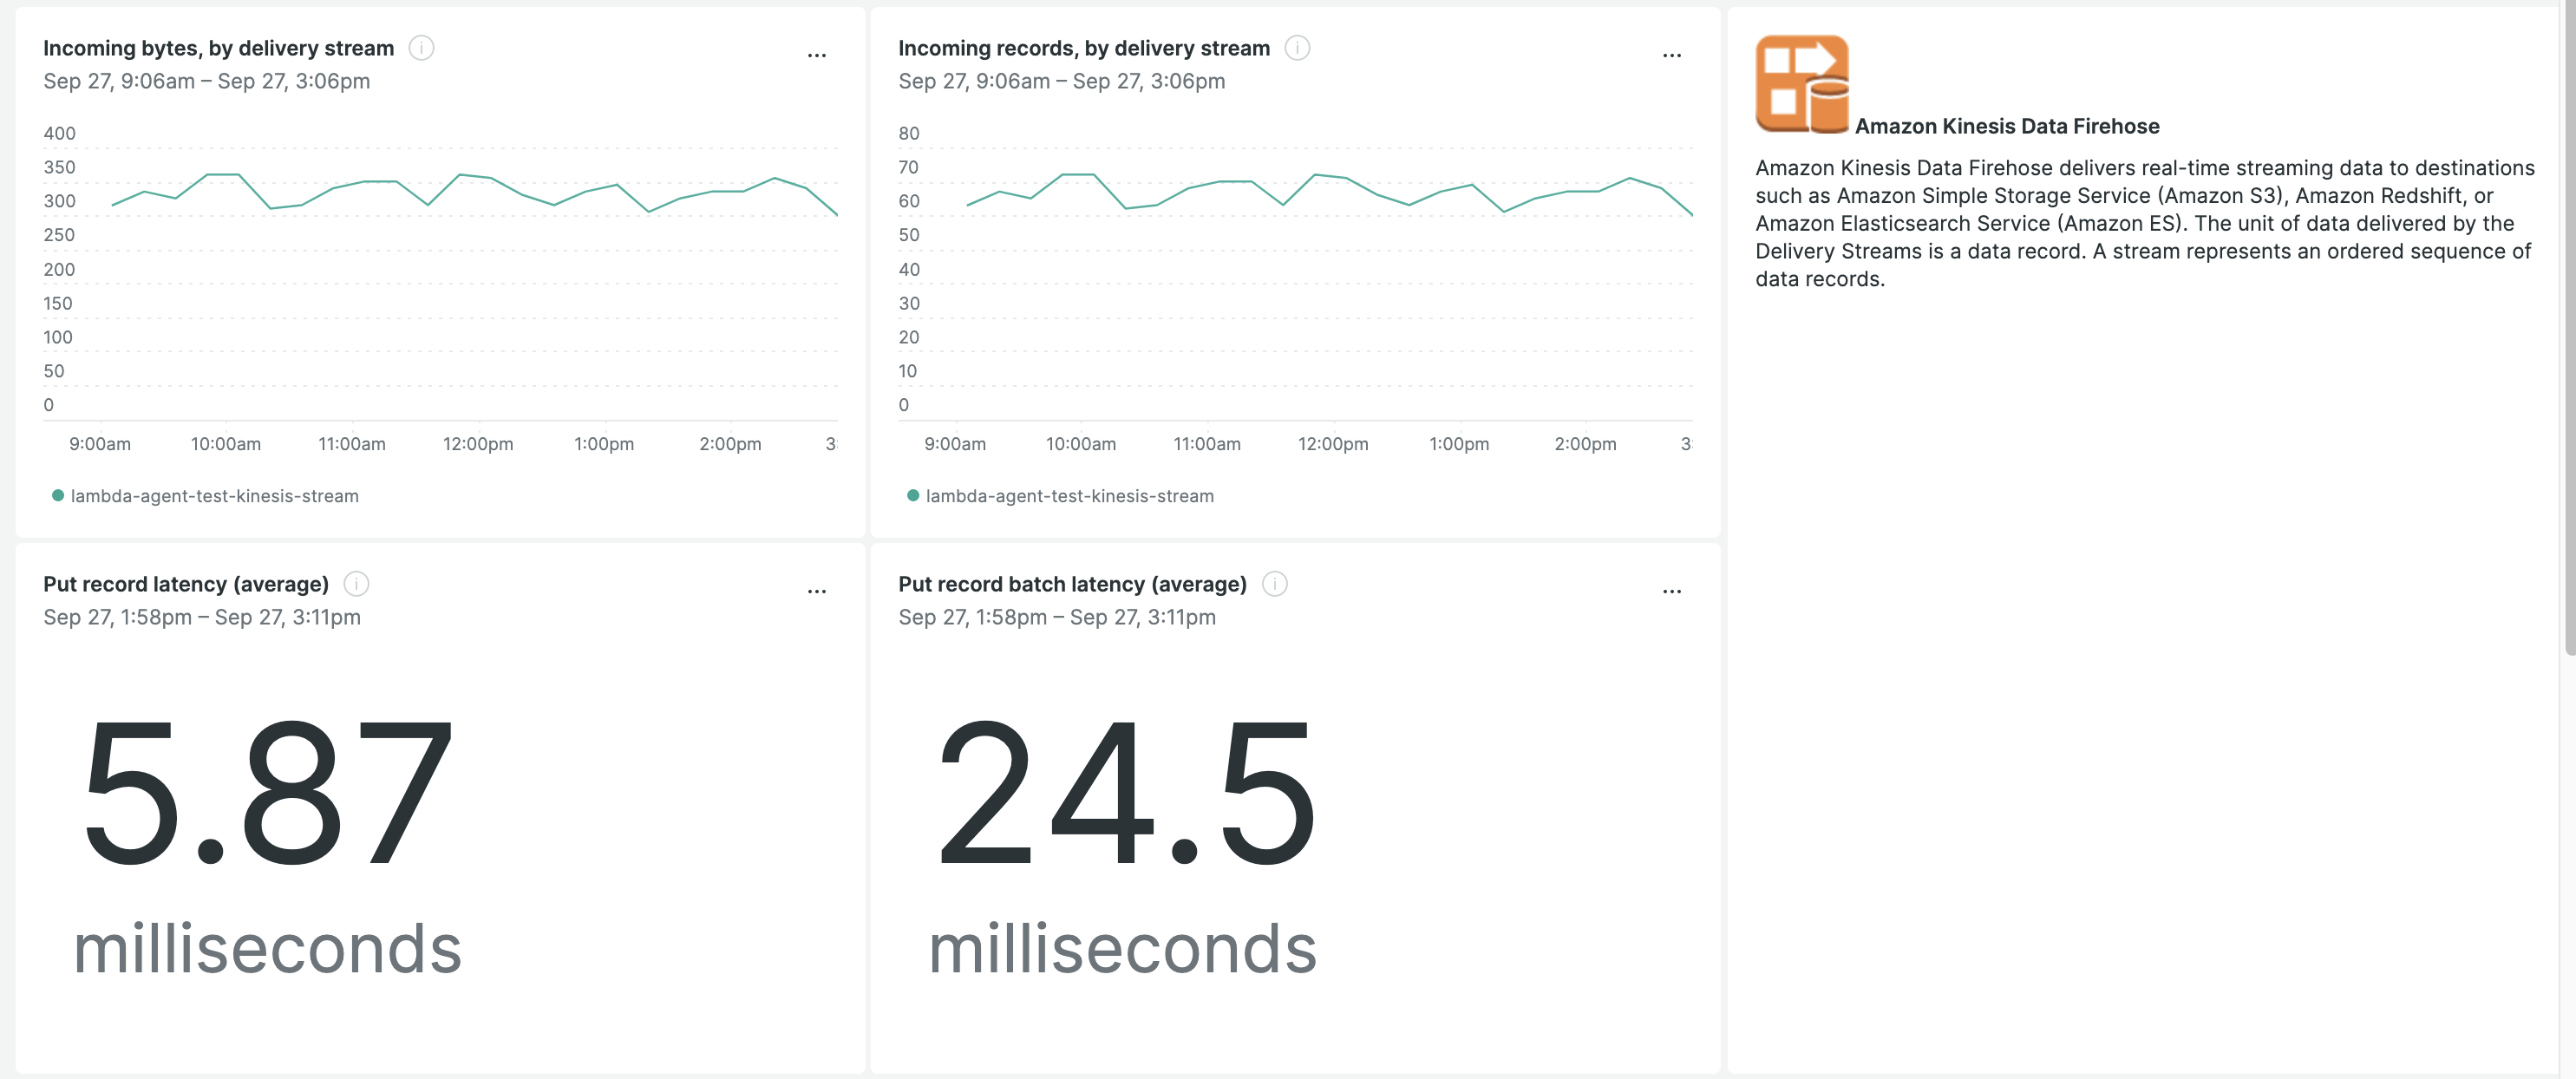 Incoming bytes, by delivery stream
Sep 27, 9:06am – Sep 27, 3:06pm
...
400
350
300
250
200
150
100
50
0
9:00am 10:00am 11:00am 12:00pm 1:00pm 2:00pm 3:
lambda-agent-test-kinesis-stream
Incoming records, by delivery stream
Sep 27, 9:06am – Sep 27, 3:06pm
...
80
70
60
50
40
30
20
10
0
9:00am 10:00am 11:00am 12:00pm 1:00pm 2:00pm 3:
lambda-agent-test-kinesis-stream
Amazon Kinesis Data Firehose
Amazon Kinesis Data Firehose delivers real-time streaming data to destinations
such as Amazon Simple Storage Service (Amazon S3), Amazon Redshift, or
Amazon Elasticsearch Service (Amazon ES). The unit of data delivered by the
Delivery Streams is a data record. A stream represents an ordered sequence of
data records.
Put record latency (average)
Sep 27, 1:58pm – Sep 27, 3:11pm
...
5.87
milliseconds
Put record batch latency (average)
Sep 27, 1:58pm – Sep 27, 3:11pm
...
24.5
milliseconds